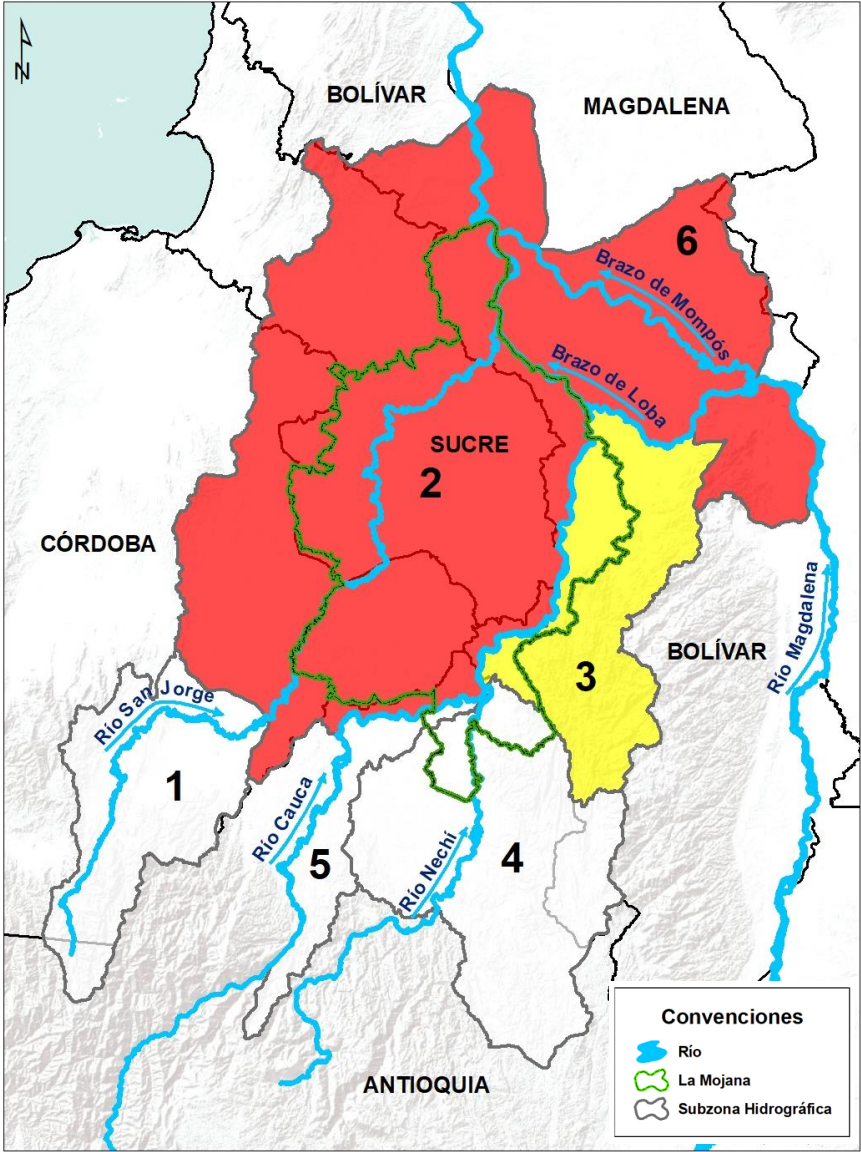 N
BOLÍVAR
MAGDALENA
6
Brazo de Mompós
Brazo de Loba
SUCRE
2
CÓRDOBA
Río Magdalena
BOLÍVAR
3
Río San Jorge
1
Río Cauca
5
Río Nechí
4
ANTIOQUIA
Convenciones
Río
La Mojana
Subzona Hidrográfica